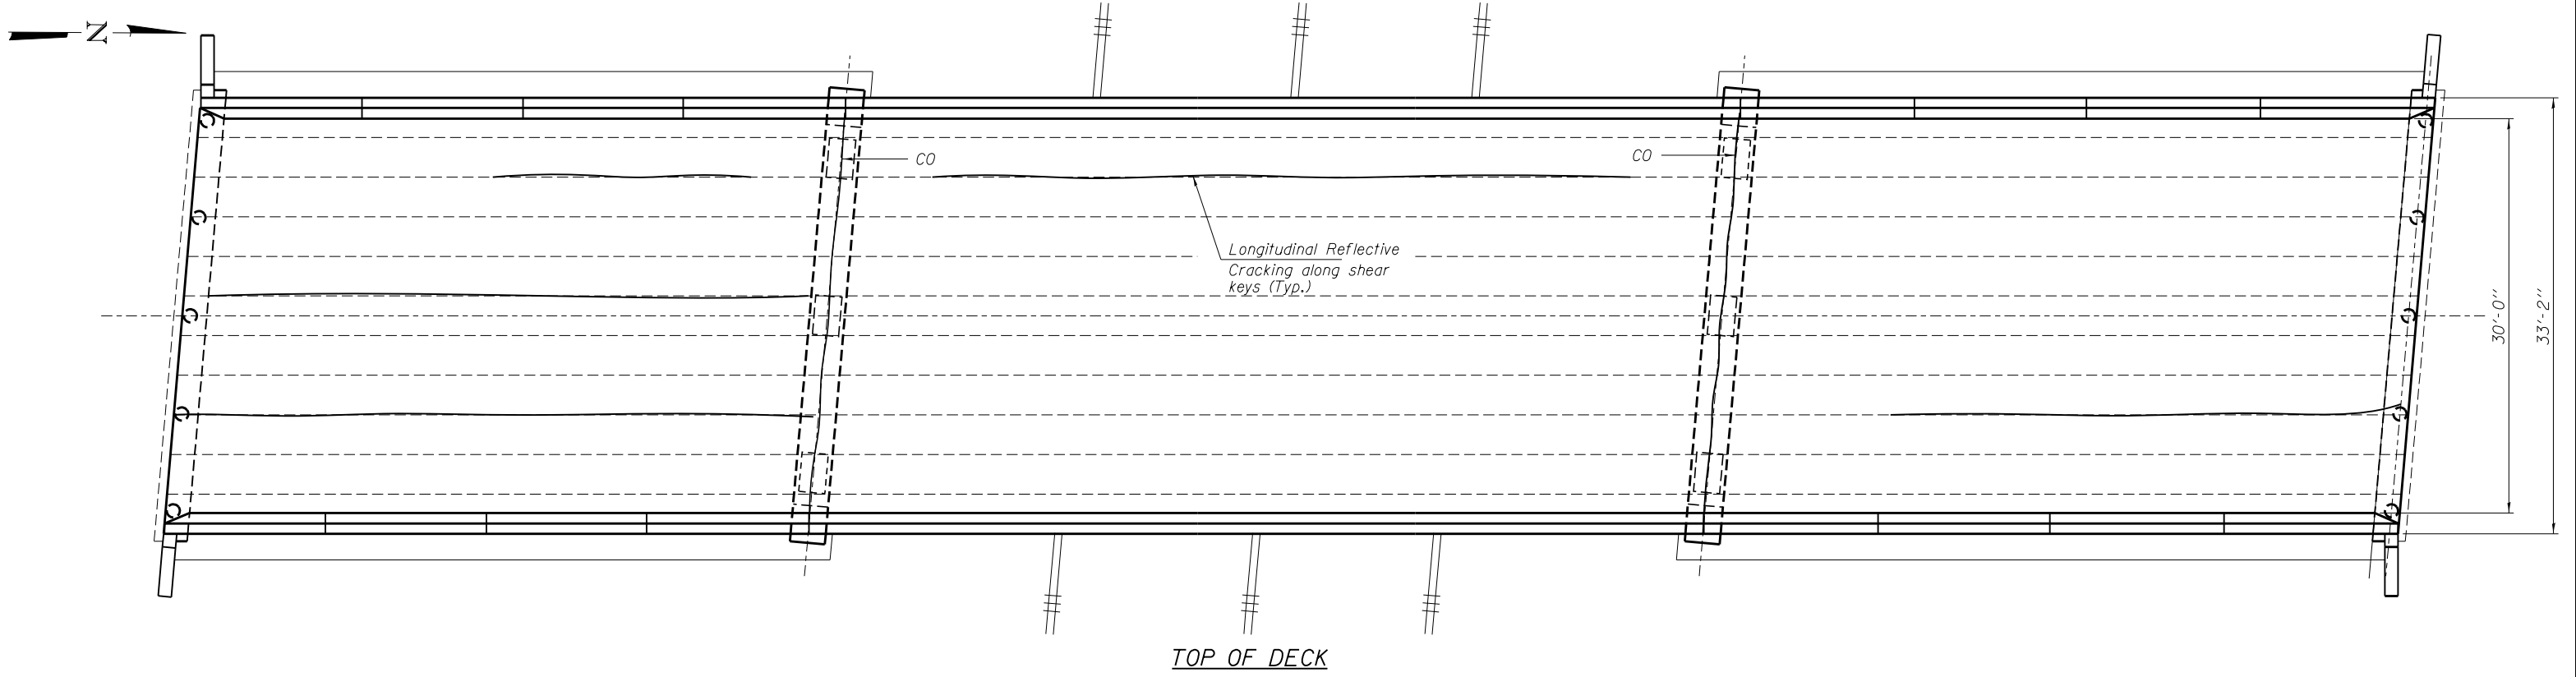 N
CO
CO
Longitudinal Reflective
Cracking along shear
keys (Typ.)
30'-0"
33'-2"
TOP OF DECK